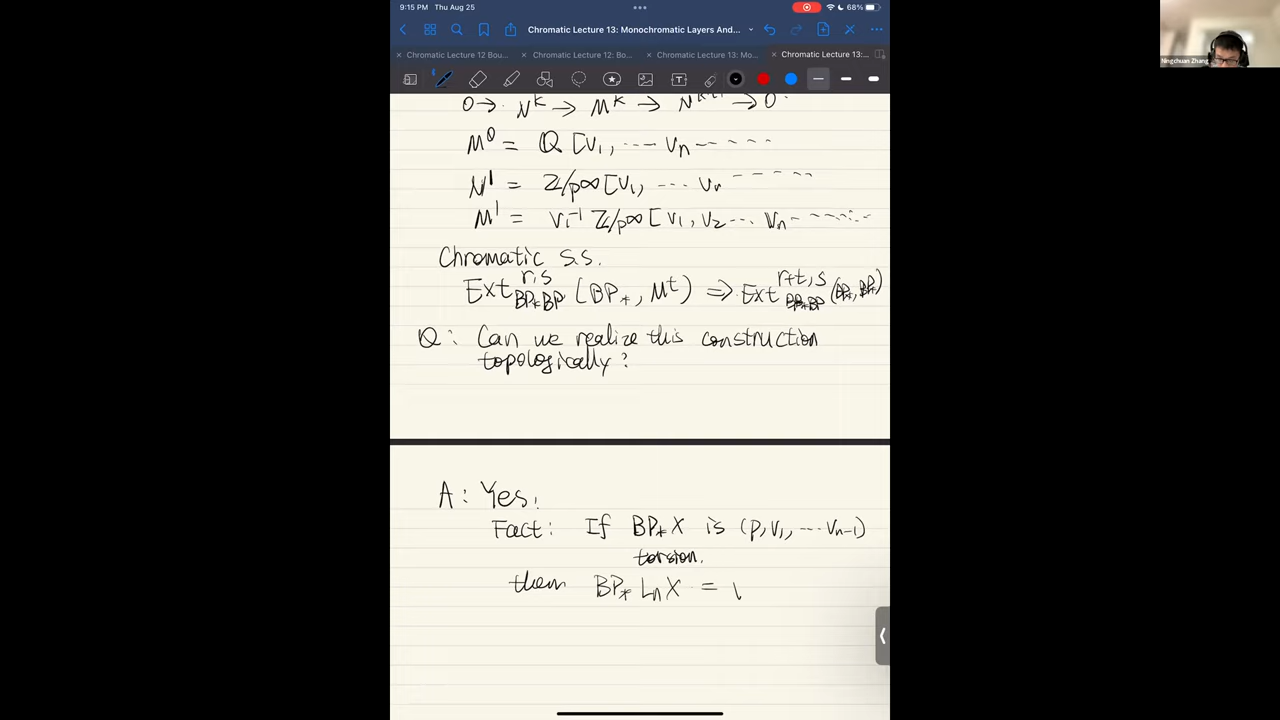 9:15 PM Thu Aug 25
68%
Chromatic Lecture 13: Monochromatic Layers And...
Chromatic Lecture 12 Bou...
Chromatic Lecture 12: Bo...
Chromatic Lecture 13: Mo...
Chromatic Lecture 13:...
Ningchuan Zhang
0 → N^k → M^k → N^{k+1} → 0
M^0 = Q[v_1, ... v_n ......
N^1 = Z/p∞[v_1, ... v_n ......
M^1 = v_1^{-1} Z/p∞[v_1, v_2 ... v_n ......
Chromatic S.S.
Ext^{r,s}_{BP_*BP} (BP_*, M^t) ⇒ Ext^{r+t,s}_{BP_*BP} (BP_*, BP_*)
Q: Can we realize this construction
topologically?
A: Yes.
Fact: If BP_*X is (p, v_1, ... v_{n-1})
torsion.
then BP_* L_n X =